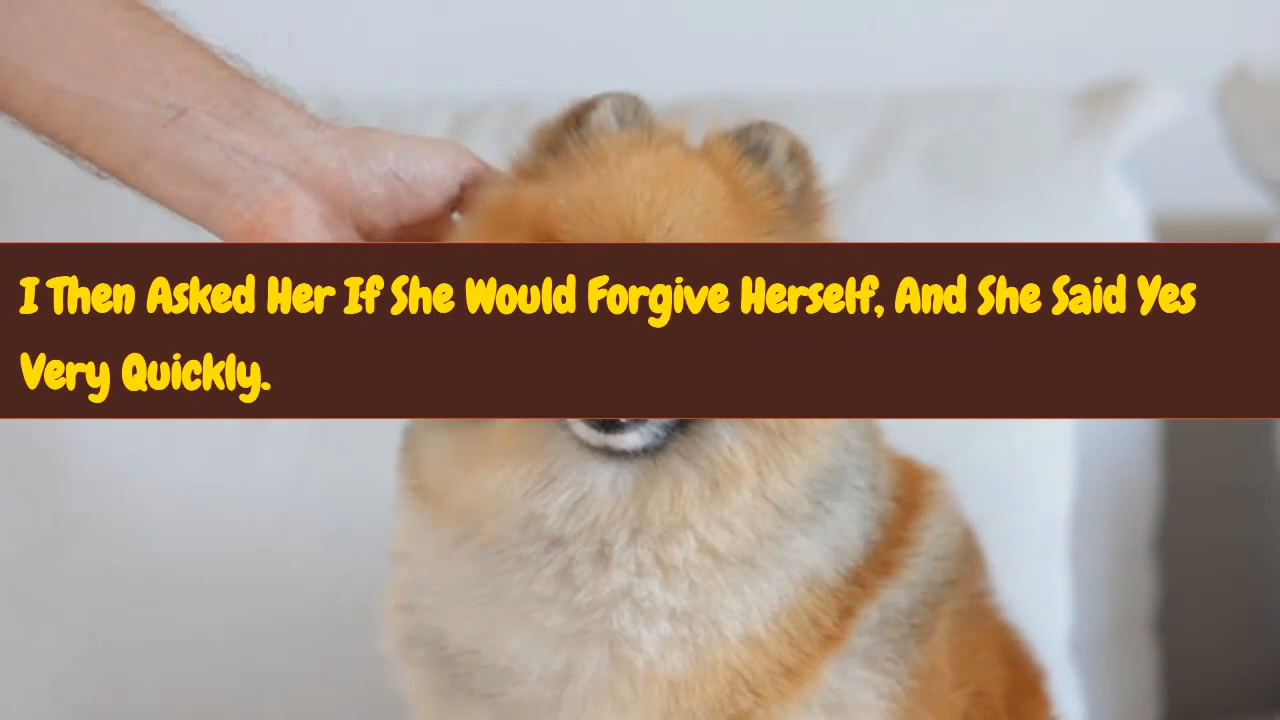 I Then Asked Her If She Would Forgive Herself, And She Said Yes
Very Quickly.